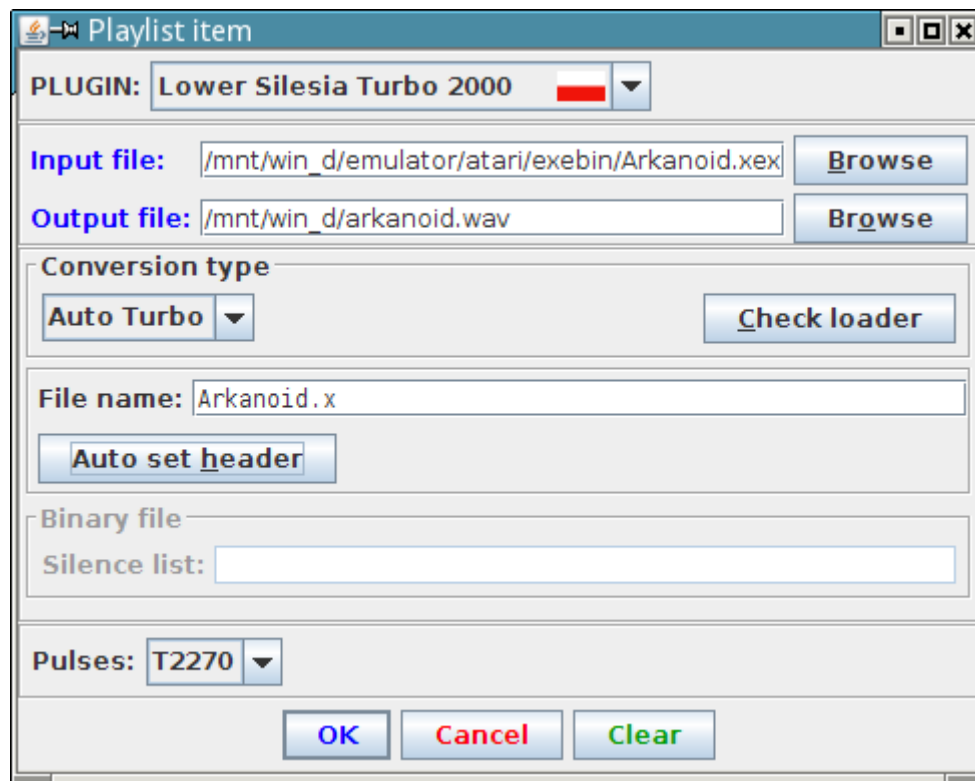 Playlist item
PLUGIN: Lower Silesia Turbo 2000
Input file: /mnt/win_d/emulator/atari/exebin/Arkanoid.xex Browse
Output file: /mnt/win_d/arkanoid.wav Browse
Conversion type
Auto Turbo Check loader
File name: Arkanoid.x
Auto set header
Binary file
Silence list:
Pulses: T2270
OK Cancel Clear